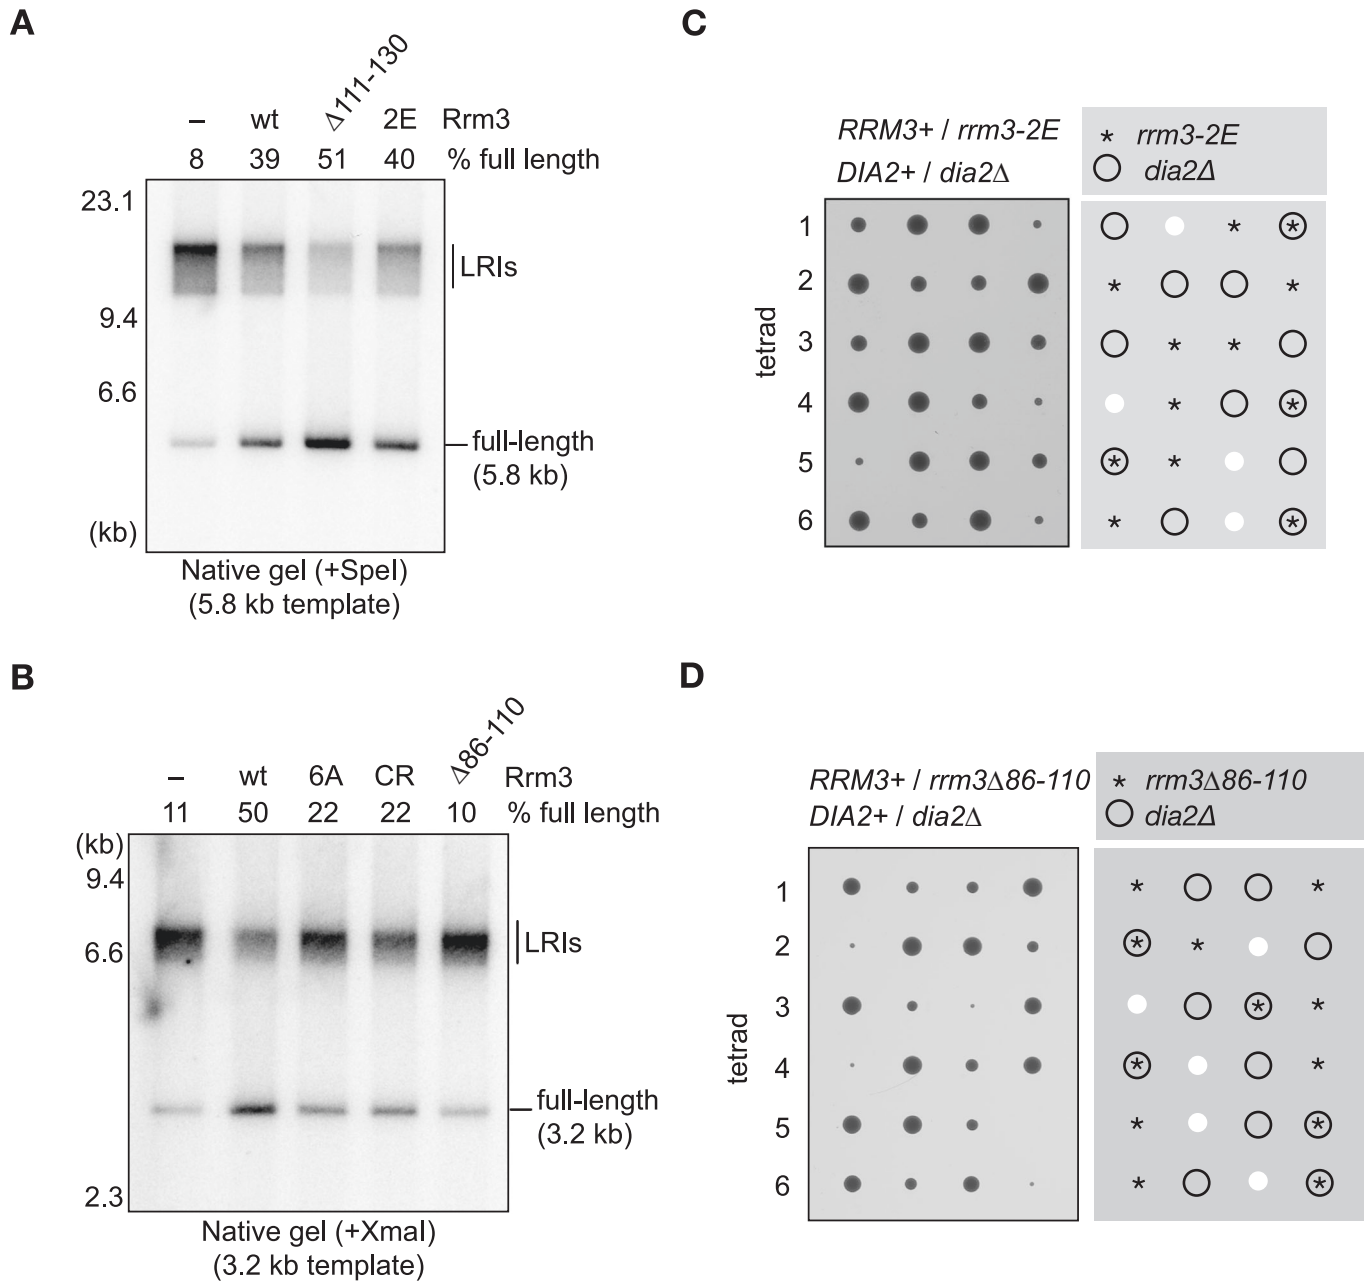 A
– wt Δ111-130 2E Rrm3
8 39 51 40 % full length
23.1
9.4
6.6
(kb)
LRIs
full-length
(5.8 kb)
Native gel (+SpeI)
(5.8 kb template)
B
– wt 6A CR Δ86-110 Rrm3
11 50 22 22 10 % full length
(kb)
9.4
6.6
2.3
LRIs
full-length
(3.2 kb)
Native gel (+XmaI)
(3.2 kb template)
C
RRM3+ / rrm3-2E
DIA2+ / dia2Δ
* rrm3-2E
dia2Δ
tetrad
1
* *
2
* *
3
* *
4
* *
5
* *
6
* *
D
RRM3+ / rrm3Δ86-110
DIA2+ / dia2Δ
* rrm3Δ86-110
dia2Δ
tetrad
1
* *
2
* *
3
* *
4
* *
5
* *
6
* *